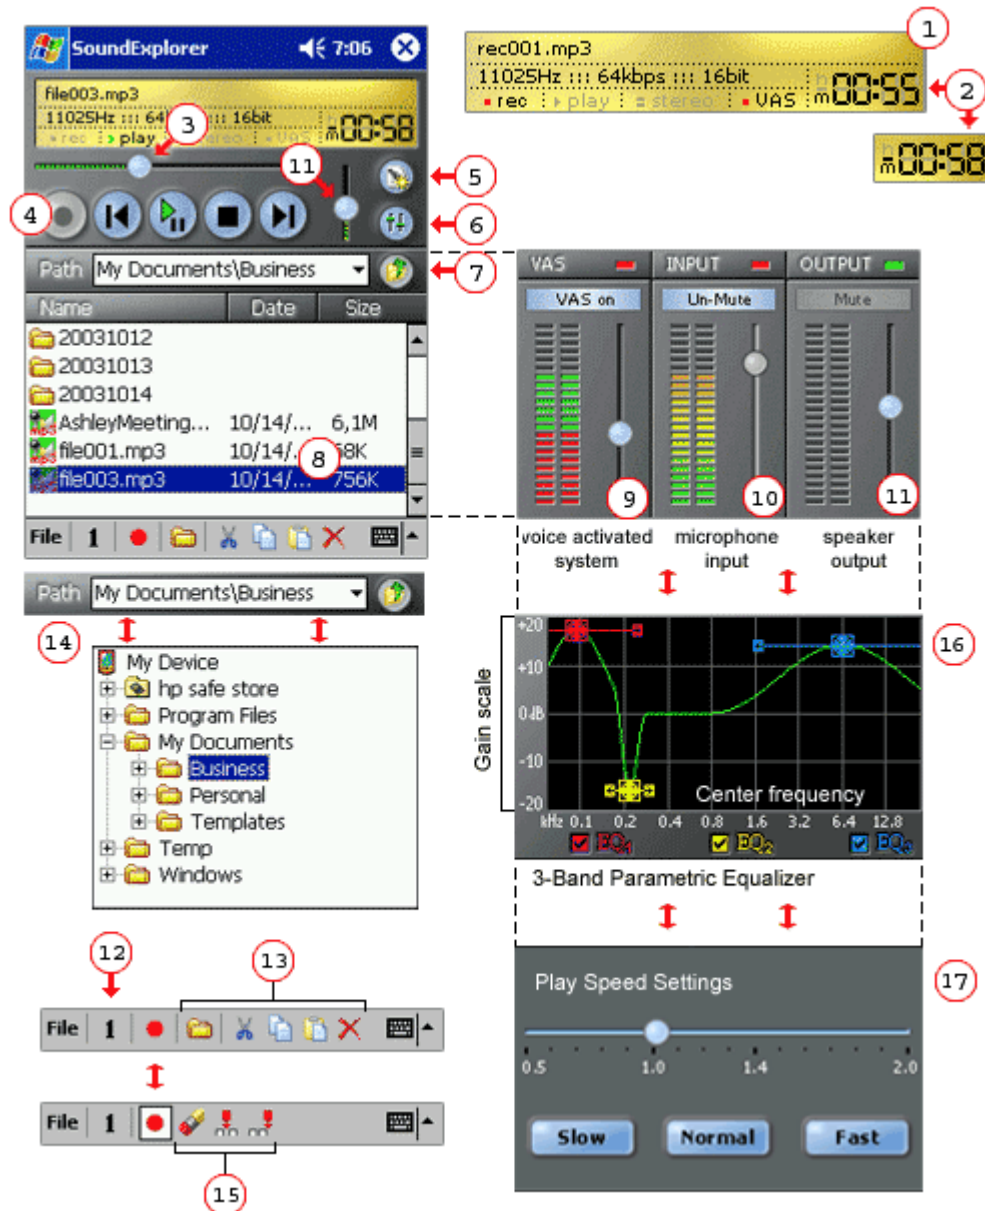 SoundExplorer 7:06
file003.mp3
11025Hz ::: 64 ::: 16bit
rec play stereo VAS
m 00:58
3
11
4
5
6
7
Path My Documents\Business
Name Date Size
20031012
20031013
20031014
AshleyMeeting... 10/14/... 6,1M
file001.mp3 10/14/... 68K
file003.mp3 10/14/... 756K
8
File 1
1
rec001.mp3
11025Hz ::: 64kbps ::: 16bit
rec play stereo VAS
h
m 00:55
2
h
m 00:58
VAS INPUT OUTPUT
VAS on Un-Mute Mute
9 10 11
voice activated system
microphone input
speaker output
Path My Documents\Business
14
My Device
hp safe store
Program Files
My Documents
Business
Personal
Templates
Temp
Windows
Gain scale
+20
+10
0dB
-10
-20
Center frequency
kHz 0.1 0.2 0.4 0.8 1.6 3.2 6.4 12.8
EQ1 EQ2 EQ3
16
3-Band Parametric Equalizer
12
13
File 1
File 1
15
Play Speed Settings
17
0.5 1.0 1.4 2.0
Slow Normal Fast